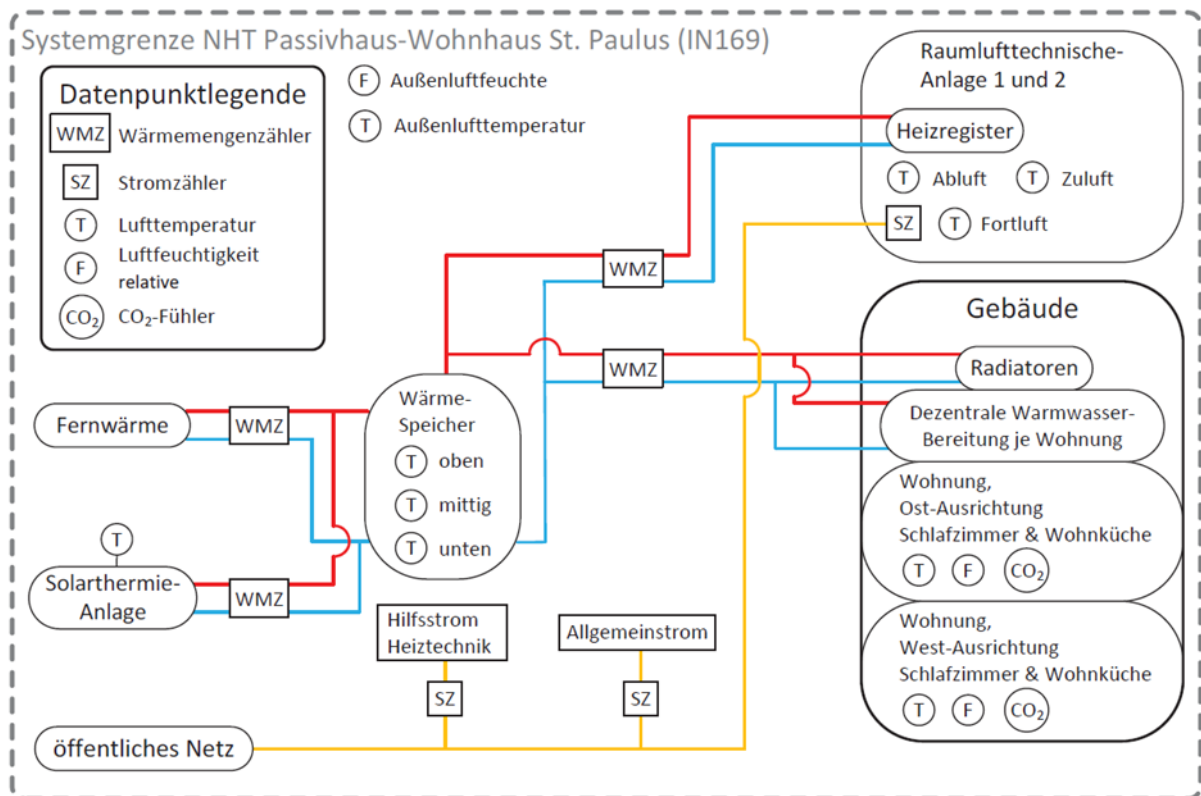 Systemgrenze NHT Passivhaus-Wohnhaus St. Paulus (IN169)
Datenpunktlegende
WMZ Wärmemengenzähler
SZ Stromzähler
T Lufttemperatur
F Luftfeuchtigkeit
relative
CO₂ CO₂-Fühler
F Außenluftfeuchte
T Außenlufttemperatur
Raumlufttechnische-
Anlage 1 und 2
Heizregister
T Abluft T Zuluft
SZ T Fortluft
WMZ
WMZ
Gebäude
Radiatoren
Dezentrale Warmwasser-
Bereitung je Wohnung
Wohnung,
Ost-Ausrichtung
Schlafzimmer & Wohnküche
T F CO₂
Wohnung,
West-Ausrichtung
Schlafzimmer & Wohnküche
T F CO₂
Fernwärme
WMZ
Wärme-
Speicher
T oben
T mittig
T unten
T
Solarthermie-
Anlage
WMZ
Hilfsstrom
Heiztechnik
SZ
Allgemeinstrom
SZ
öffentliches Netz